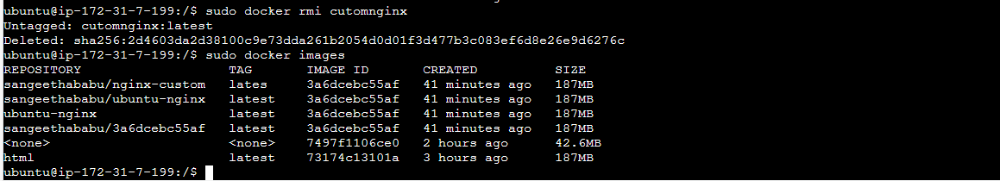 ubuntu@ip-172-31-7-199:/$ sudo docker rmi cutomnginx
Untagged: cutomnginx:latest
Deleted: sha256:2d4603da2d38100c9e73dda261b2054d0d01f3d477b3c083ef6d8e26e9d6276c
ubuntu@ip-172-31-7-199:/$ sudo docker images
REPOSITORY TAG IMAGE ID CREATED SIZE
sangeethababu/nginx-custom lates 3a6dcebc55af 41 minutes ago 187MB
sangeethababu/ubuntu-nginx latest 3a6dcebc55af 41 minutes ago 187MB
ubuntu-nginx latest 3a6dcebc55af 41 minutes ago 187MB
sangeethababu/3a6dcebc55af latest 3a6dcebc55af 41 minutes ago 187MB
<none> <none> 7497f1106ce0 2 hours ago 42.6MB
html latest 73174c13101a 3 hours ago 187MB
ubuntu@ip-172-31-7-199:/$